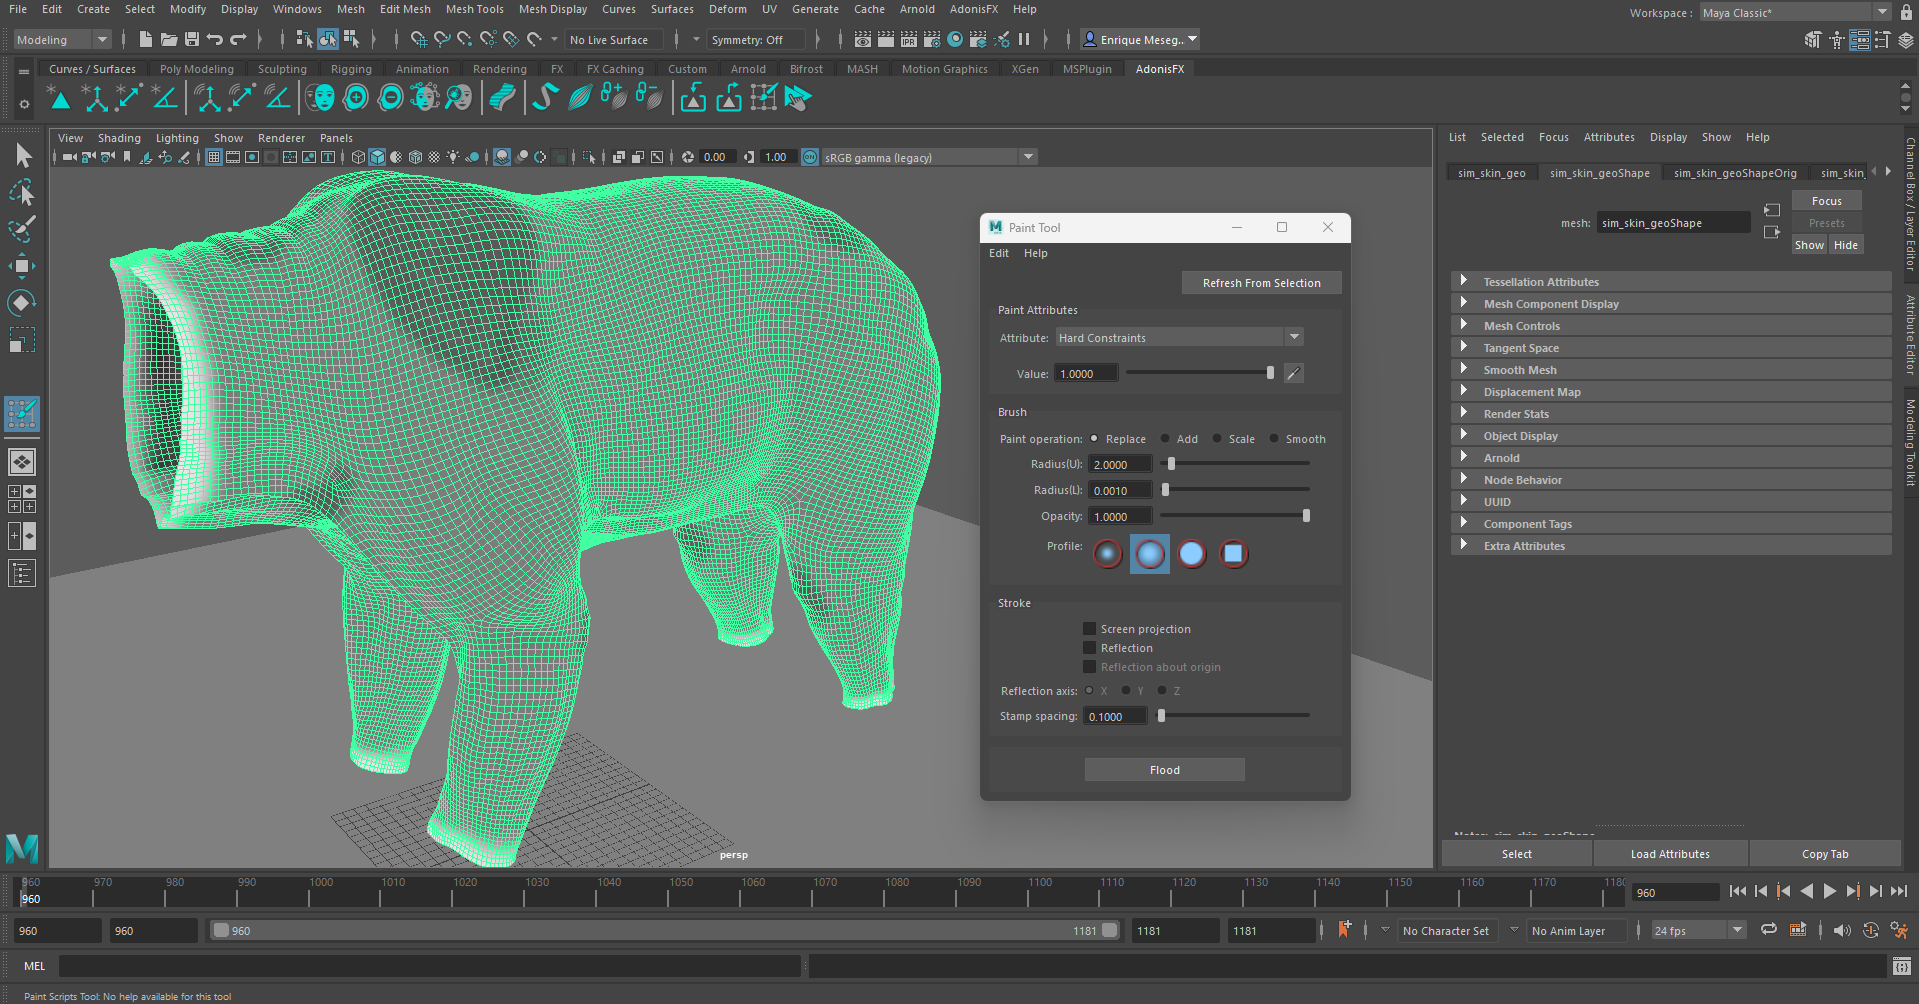 File Edit Create Select Modify Display Windows Mesh Edit Mesh Mesh Tools Mesh Display Curves Surfaces Deform UV Generate Cache Arnold AdonisFX Help
Workspace : Maya Classic*
Modeling No Live Surface Symmetry: Off IPR Enrique Meseg...
Curves / Surfaces Poly Modeling Sculpting Rigging Animation Rendering FX FX Caching Custom Arnold Bifrost MASH Motion Graphics XGen MSPlugin AdonisFX
View Shading Lighting Show Renderer Panels
0.00 1.00 ON sRGB gamma (legacy)
List Selected Focus Attributes Display Show Help
sim_skin_geo sim_skin_geoShape sim_skin_geoShapeOrig sim_skin_
mesh: sim_skin_geoShape
Focus
Presets
Show Hide
Tessellation Attributes
Mesh Component Display
Mesh Controls
Tangent Space
Smooth Mesh
Displacement Map
Render Stats
Object Display
Arnold
Node Behavior
UUID
Component Tags
Extra Attributes
Notes: sim_skin_geoShape
Select Load Attributes Copy Tab
Channel Box / Layer Editor
Attribute Editor
Modeling Toolkit
M Paint Tool
Edit Help
Refresh From Selection
Paint Attributes
Attribute: Hard Constraints
Value: 1.0000
Brush
Paint operation: Replace Add Scale Smooth
Radius(U): 2.0000
Radius(L): 0.0010
Opacity: 1.0000
Profile:
Stroke
Screen projection
Reflection
Reflection about origin
Reflection axis: X Y Z
Stamp spacing: 0.1000
Flood
persp
M
960 970 980 990 1000 1010 1020 1030 1040 1050 1060 1070 1080 1090 1100 1110 1120 1130 1140 1150 1160 1170 1180
960
960
960 960 960 1181 1181 1181 No Character Set No Anim Layer 24 fps
MEL
Paint Scripts Tool: No help available for this tool